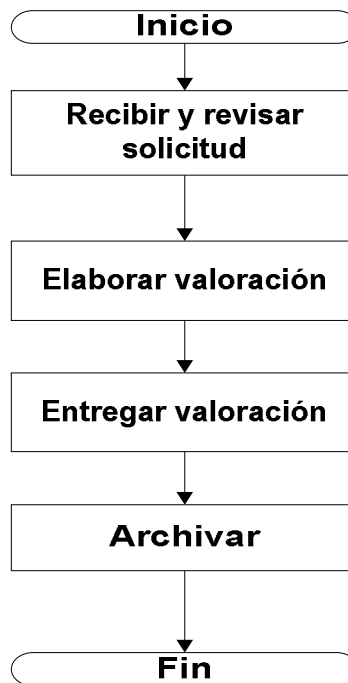 Inicio
Recibir y revisar
solicitud
Elaborar valoración
Entregar valoración
Archivar
Fin